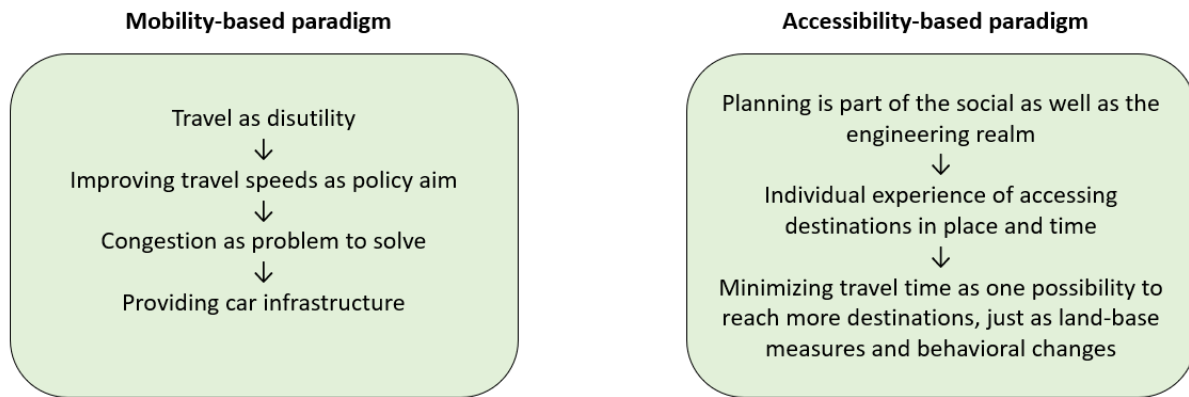 Mobility-based paradigm
Travel as disutility
↓
Improving travel speeds as policy aim
↓
Congestion as problem to solve
↓
Providing car infrastructure
Accessibility-based paradigm
Planning is part of the social as well as the
engineering realm
↓
Individual experience of accessing
destinations in place and time
↓
Minimizing travel time as one possibility to
reach more destinations, just as land-base
measures and behavioral changes